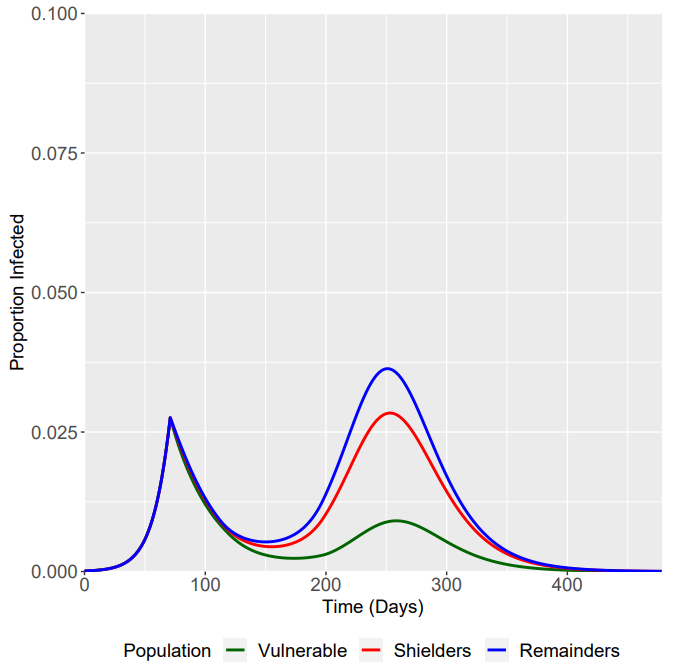 0.100
0.075
0.050
0.025
0.000
Proportion Infected
0 100 200 300 400
Time (Days)
Population Vulnerable Shielders Remainders